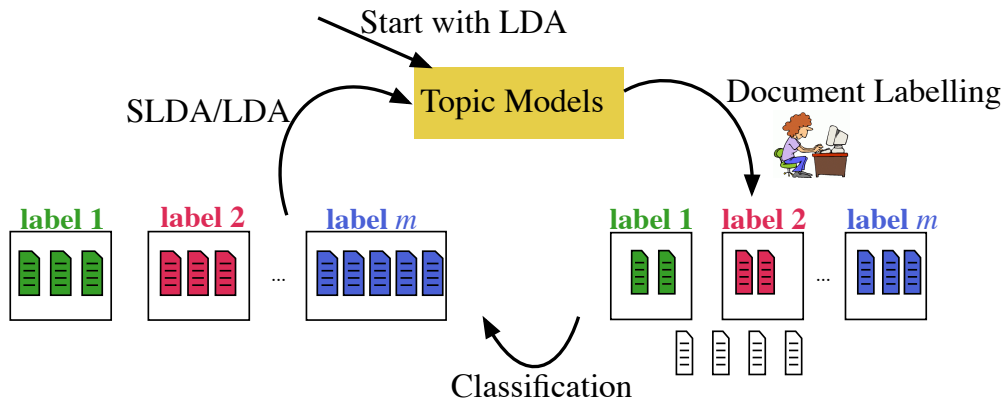 Start with LDA
Topic Models
SLDA/LDA
Document Labelling
label 1
label 2
label m
label 1
label 2
label m
...
...
Classification